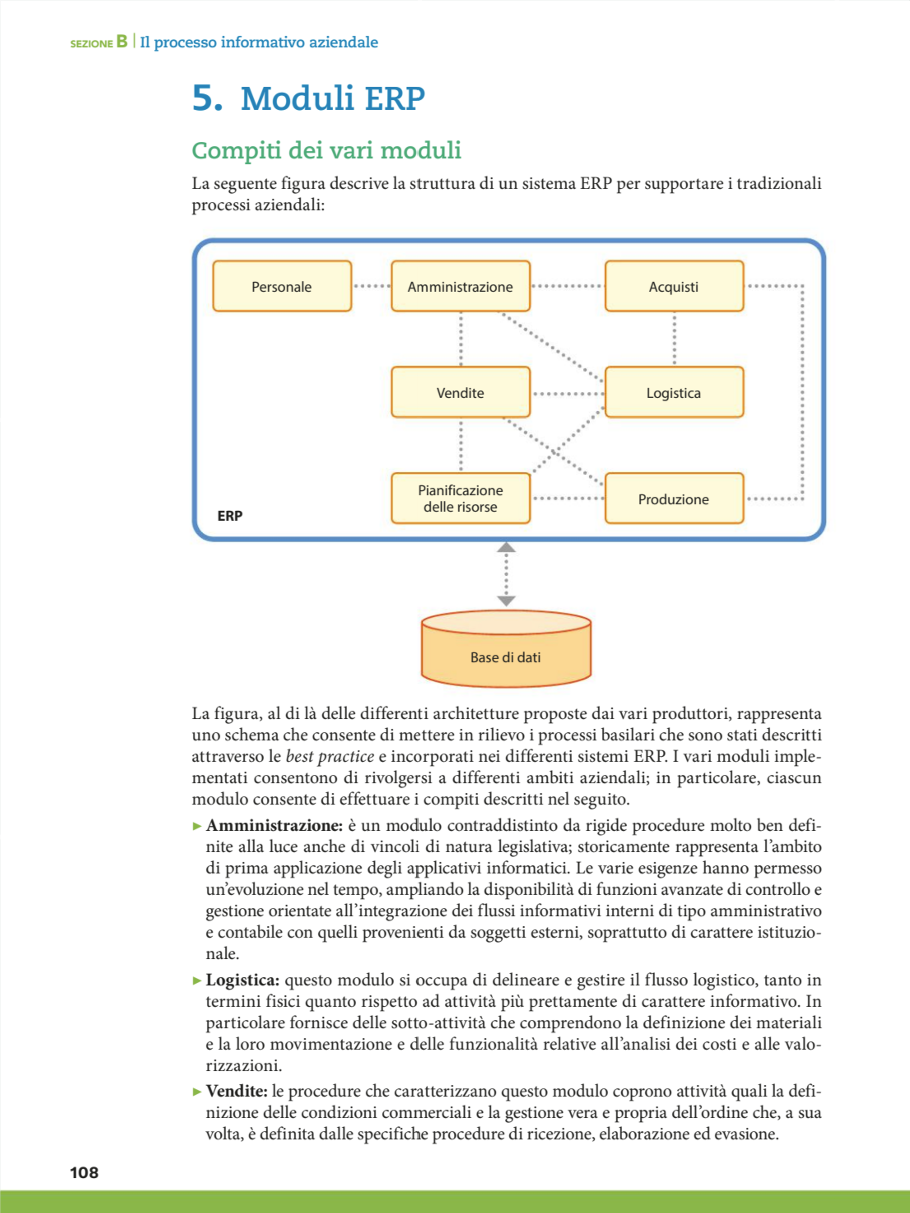 SEZIONE B | Il processo informativo aziendale
5. Moduli ERP
Compiti dei vari moduli
La seguente figura descrive la struttura di un sistema ERP per supportare i tradizionali
processi aziendali:
Personale
Amministrazione
Acquisti
Vendite
Logistica
Pianificazione
delle risorse
Produzione
ERP
Base di dati
La figura, al di là delle differenti architetture proposte dai vari produttori, rappresenta
uno schema che consente di mettere in rilievo i processi basilari che sono stati descritti
attraverso le best practice e incorporati nei differenti sistemi ERP. I vari moduli imple-
mentati consentono di rivolgersi a differenti ambiti aziendali; in particolare, ciascun
modulo consente di effettuare i compiti descritti nel seguito.
▶ Amministrazione: è un modulo contraddistinto da rigide procedure molto ben defi-
nite alla luce anche di vincoli di natura legislativa; storicamente rappresenta l'ambito
di prima applicazione degli applicativi informatici. Le varie esigenze hanno permesso
un'evoluzione nel tempo, ampliando la disponibilità di funzioni avanzate di controllo e
gestione orientate all'integrazione dei flussi informativi interni di tipo amministrativo
e contabile con quelli provenienti da soggetti esterni, soprattutto di carattere istituzio-
nale.
▶ Logistica: questo modulo si occupa di delineare e gestire il flusso logistico, tanto in
termini fisici quanto rispetto ad attività più prettamente di carattere informativo. In
particolare fornisce delle sotto-attività che comprendono la definizione dei materiali
e la loro movimentazione e delle funzionalità relative all'analisi dei costi e alle valo-
rizzazioni.
▶ Vendite: le procedure che caratterizzano questo modulo coprono attività quali la defi-
nizione delle condizioni commerciali e la gestione vera e propria dell'ordine che, a sua
volta, è definita dalle specifiche procedure di ricezione, elaborazione ed evasione.
108